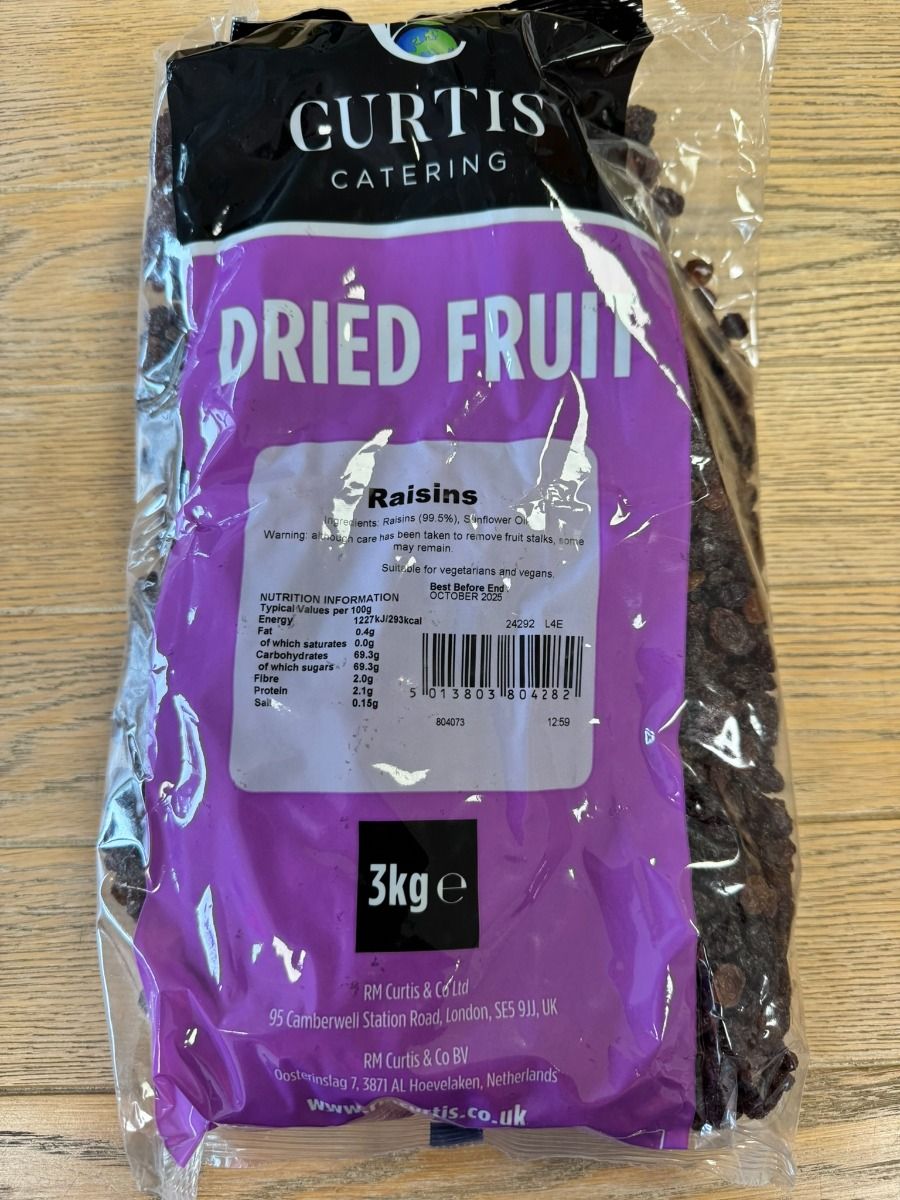 CURTIS
CATERING
DRIED FRUIT
Raisins
Ingredients: Raisins (99.5%), Sunflower Oil
Warning: although care has been taken to remove fruit stalks, some
may remain.
Suitable for vegetarians and vegans.
Best Before End
OCTOBER 2025
NUTRITION INFORMATION
Typical Values per 100g
Energy 1227kJ/293kcal
Fat 0.4g
of which saturates 0.0g
Carbohydrates 69.3g
of which sugars 69.3g
Fibre 2.0g
Protein 2.1g
Salt 0.15g
24292 L4E
5 013803 804282
804073 12:59
3kg e
RM Curtis & Co Ltd
95 Camberwell Station Road, London, SE5 9JJ, UK
RM Curtis & Co BV
Oosterinslag 7, 3871 AL Hoevelaken, Netherlands